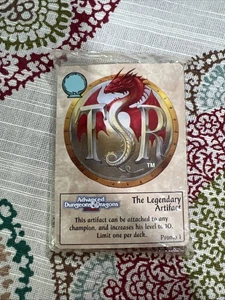 TSR
TM
Advanced
Dungeons & Dragons
The Legendary
Artifact
This artifact can be attached to any
champion, and increases his level to 10.
Limit one per deck.